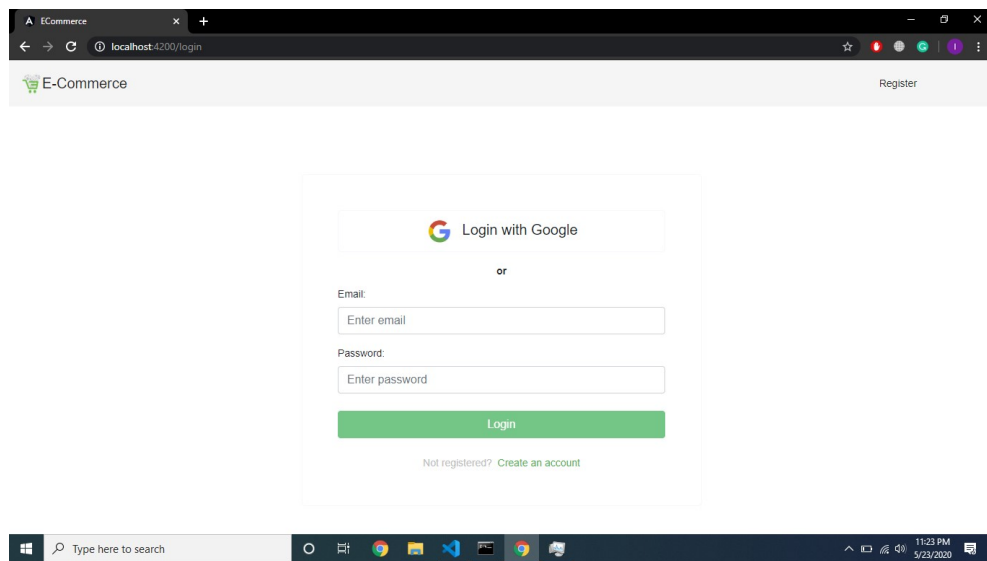 ECommerce
localhost:4200/login
E-Commerce
Register
Login with Google
or
Email:
Enter email
Password:
Enter password
Login
Not registered? Create an account
Type here to search
11:23 PM
5/23/2020